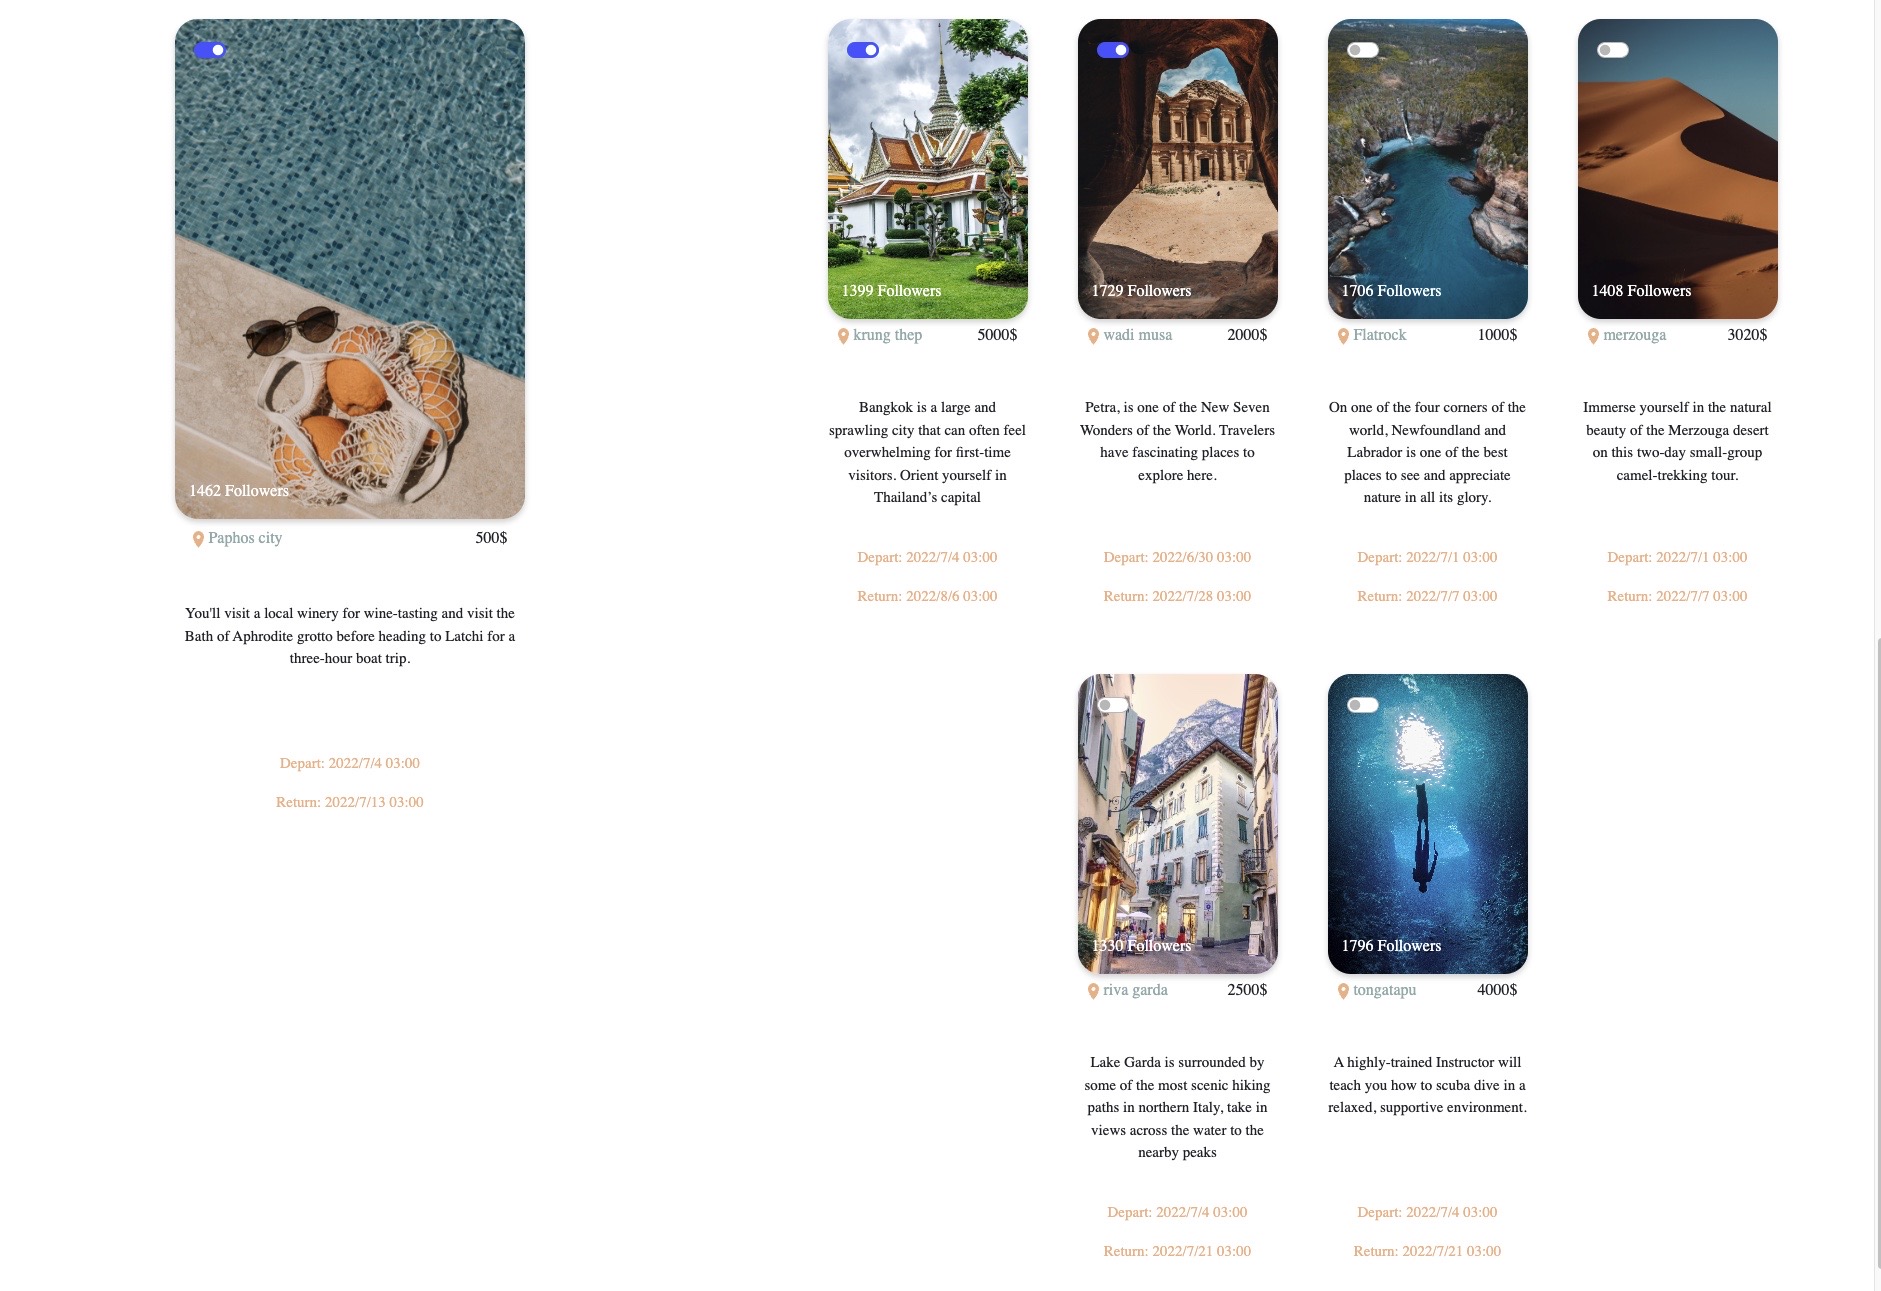 1462 Followers
Paphos city 500$
You'll visit a local winery for wine-tasting and visit the
Bath of Aphrodite grotto before heading to Latchi for a
three-hour boat trip.
Depart: 2022/7/4 03:00
Return: 2022/7/13 03:00
1399 Followers
krung thep 5000$
Bangkok is a large and
sprawling city that can often feel
overwhelming for first-time
visitors. Orient yourself in
Thailand’s capital
Depart: 2022/7/4 03:00
Return: 2022/8/6 03:00
1729 Followers
wadi musa 2000$
Petra, is one of the New Seven
Wonders of the World. Travelers
have fascinating places to
explore here.
Depart: 2022/6/30 03:00
Return: 2022/7/28 03:00
1706 Followers
Flatrock 1000$
On one of the four corners of the
world, Newfoundland and
Labrador is one of the best
places to see and appreciate
nature in all its glory.
Depart: 2022/7/1 03:00
Return: 2022/7/7 03:00
1408 Followers
merzouga 3020$
Immerse yourself in the natural
beauty of the Merzouga desert
on this two-day small-group
camel-trekking tour.
Depart: 2022/7/1 03:00
Return: 2022/7/7 03:00
1330 Followers
riva garda 2500$
Lake Garda is surrounded by
some of the most scenic hiking
paths in northern Italy, take in
views across the water to the
nearby peaks
Depart: 2022/7/4 03:00
Return: 2022/7/21 03:00
1796 Followers
tongatapu 4000$
A highly-trained Instructor will
teach you how to scuba dive in a
relaxed, supportive environment.
Depart: 2022/7/4 03:00
Return: 2022/7/21 03:00